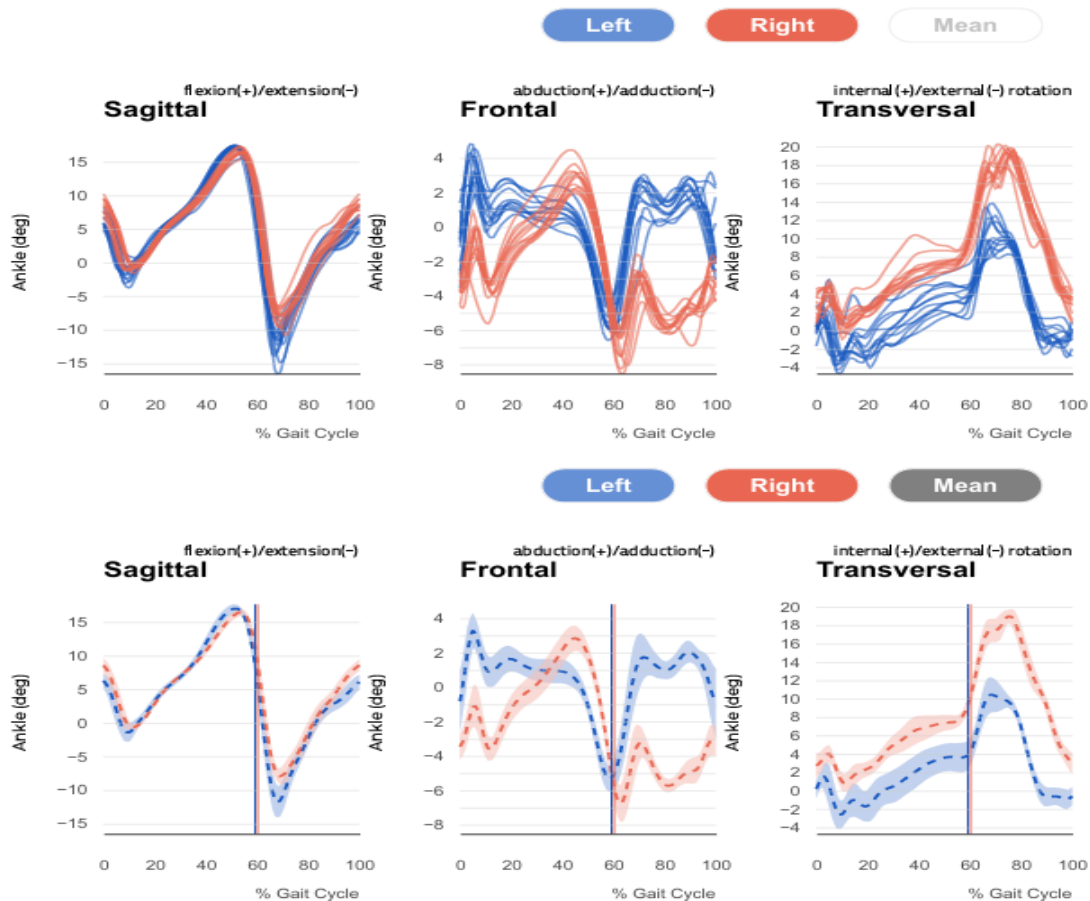 Left Right Mean
flexion(+)/extension(-) abduction(+)/adduction(-) internal(+)/external(-) rotation
Sagittal Frontal Transversal
Ankle (deg)
15
10
5
0
−5
−10
−15
0 20 40 60 80 100
% Gait Cycle
Ankle (deg)
4
2
0
−2
−4
−6
−8
0 20 40 60 80 100
% Gait Cycle
Ankle (deg)
20
18
16
14
12
10
8
6
4
2
0
−2
−4
0 20 40 60 80 100
% Gait Cycle
Left Right Mean
flexion(+)/extension(-) abduction(+)/adduction(-) internal(+)/external(-) rotation
Sagittal Frontal Transversal
Ankle (deg)
15
10
5
0
−5
−10
−15
0 20 40 60 80 100
% Gait Cycle
Ankle (deg)
4
2
0
−2
−4
−6
−8
0 20 40 60 80 100
% Gait Cycle
Ankle (deg)
20
18
16
14
12
10
8
6
4
2
0
−2
−4
0 20 40 60 80 100
% Gait Cycle